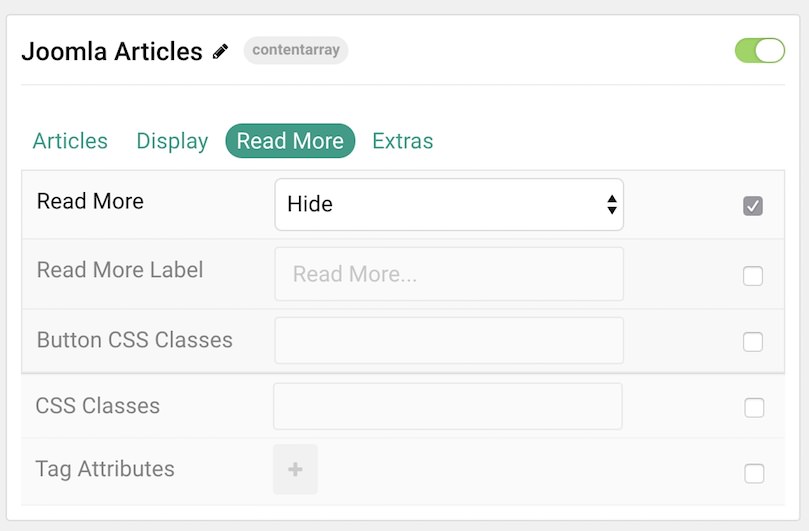 Joomla Articles contentarray
Articles Display Read More Extras
Read More Hide
Read More Label Read More...
Button CSS Classes
CSS Classes
Tag Attributes +